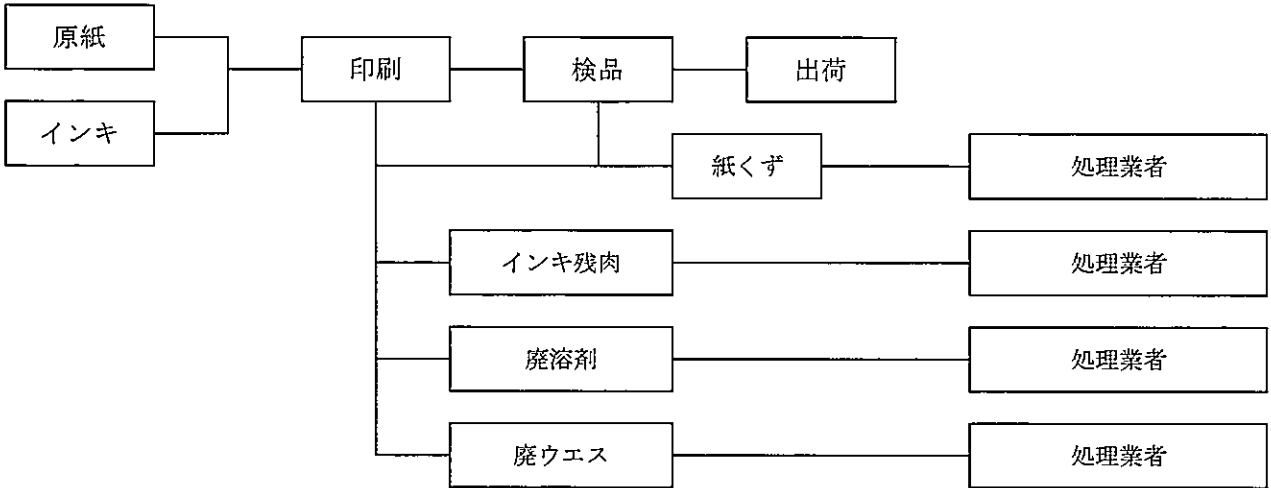 原紙
インキ
印刷
検品
出荷
紙くず
処理業者
インキ残肉
処理業者
廃溶剤
処理業者
廃ウエス
処理業者